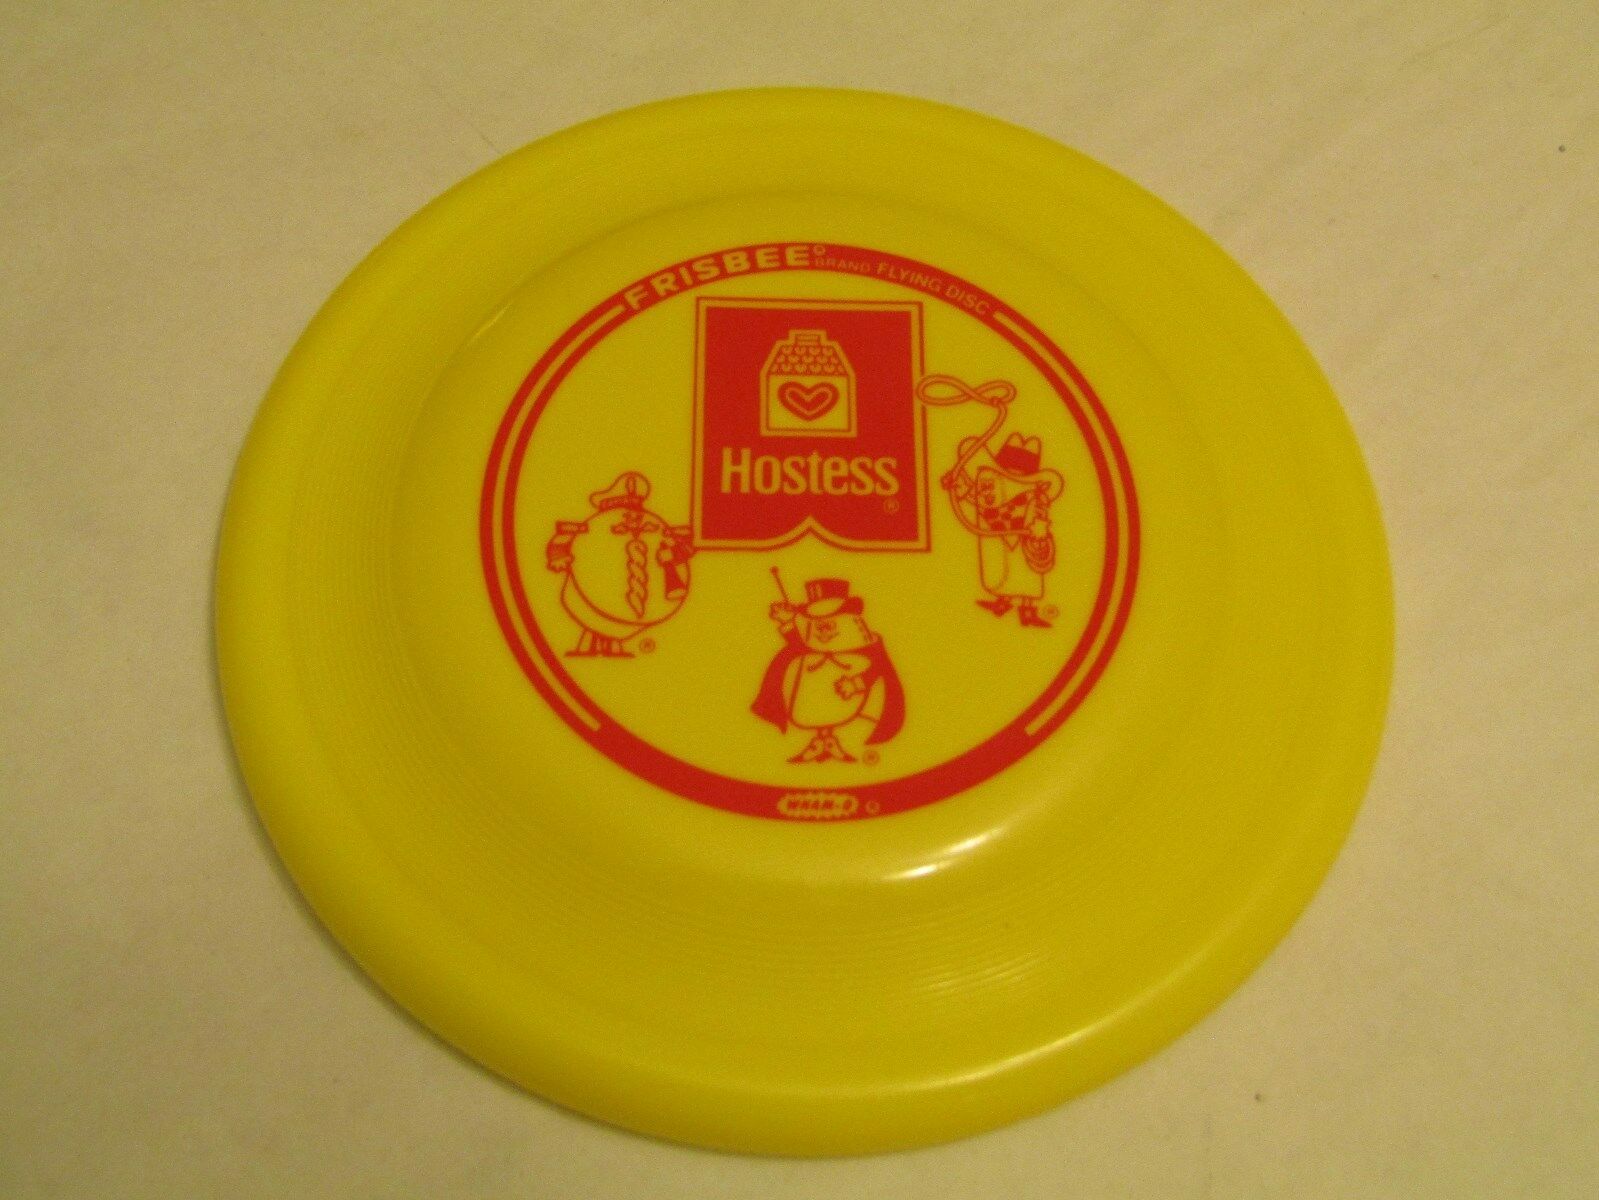 FRISBEE® BRAND FLYING DISC
Hostess®
®
®
®
WHAM-O ®